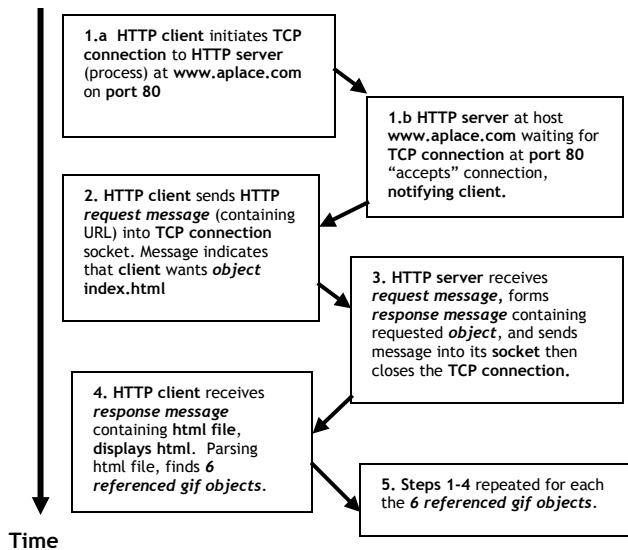 1.a HTTP client initiates TCP
connection to HTTP server
(process) at www.aplace.com
on port 80
1.b HTTP server at host
www.aplace.com waiting for
TCP connection at port 80
“accepts” connection,
notifying client.
2. HTTP client sends HTTP
request message (containing
URL) into TCP connection
socket. Message indicates
that client wants object
index.html
3. HTTP server receives
request message, forms
response message containing
requested object, and sends
message into its socket then
closes the TCP connection.
4. HTTP client receives
response message
containing html file,
displays html. Parsing
html file, finds 6
referenced gif objects.
5. Steps 1-4 repeated for each
the 6 referenced gif objects.
Time